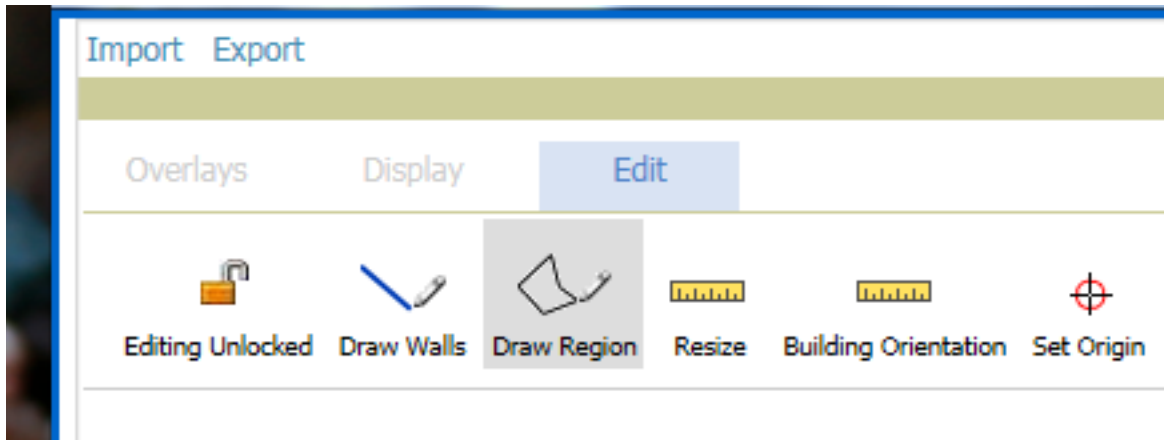 Import Export
Overlays Display Edit
Editing Unlocked Draw Walls Draw Region Resize Building Orientation Set Origin